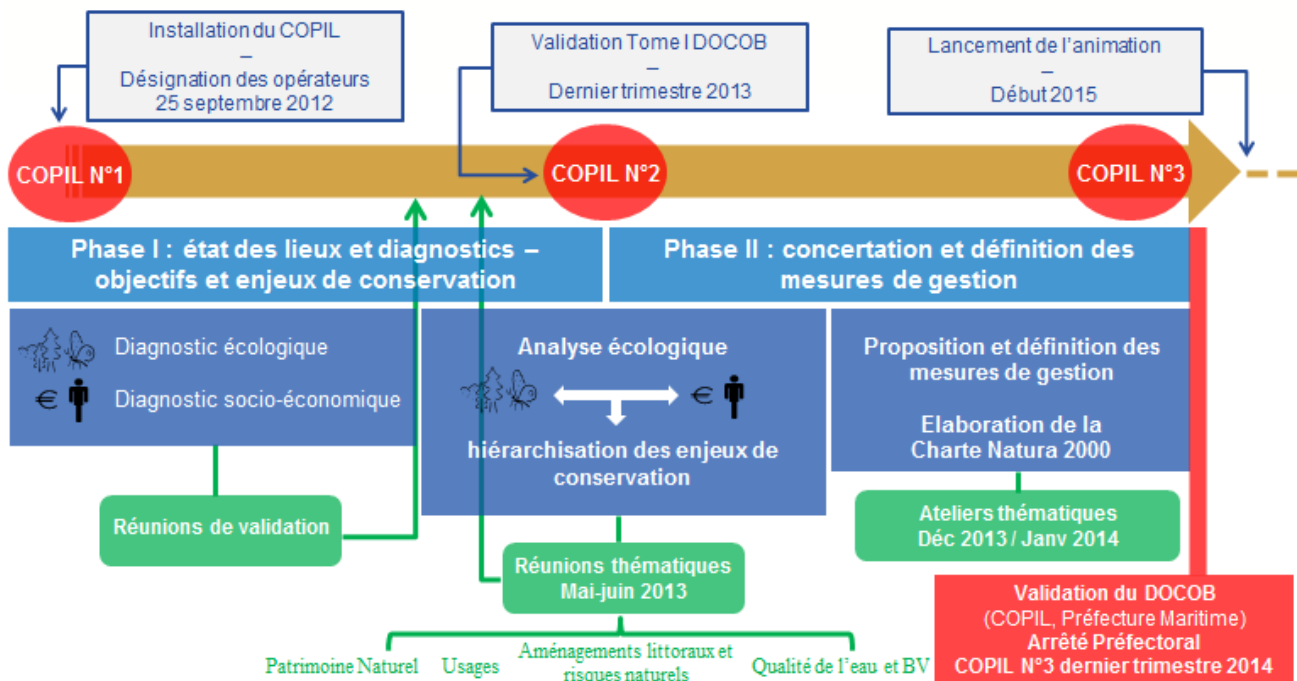 Installation du COPIL
–
Désignation des opérateurs
25 septembre 2012
Validation Tome I DOCOB
–
Dernier trimestre 2013
Lancement de l'animation
–
Début 2015
COPIL N°1
COPIL N°2
COPIL N°3
Phase I : état des lieux et diagnostics –
objectifs et enjeux de conservation
Phase II : concertation et définition des
mesures de gestion
Diagnostic écologique
€ Diagnostic socio-économique
Analyse écologique
€
hiérarchisation des enjeux de
conservation
Proposition et définition des
mesures de gestion
Elaboration de la
Charte Natura 2000
Réunions de validation
Réunions thématiques
Mai-juin 2013
Ateliers thématiques
Déc 2013 / Janv 2014
Validation du DOCOB
(COPIL, Préfecture Maritime)
Arrêté Préfectoral
COPIL N°3 dernier trimestre 2014
Patrimoine Naturel
Usages
Aménagements littoraux et
risques naturels
Qualité de l'eau et BV